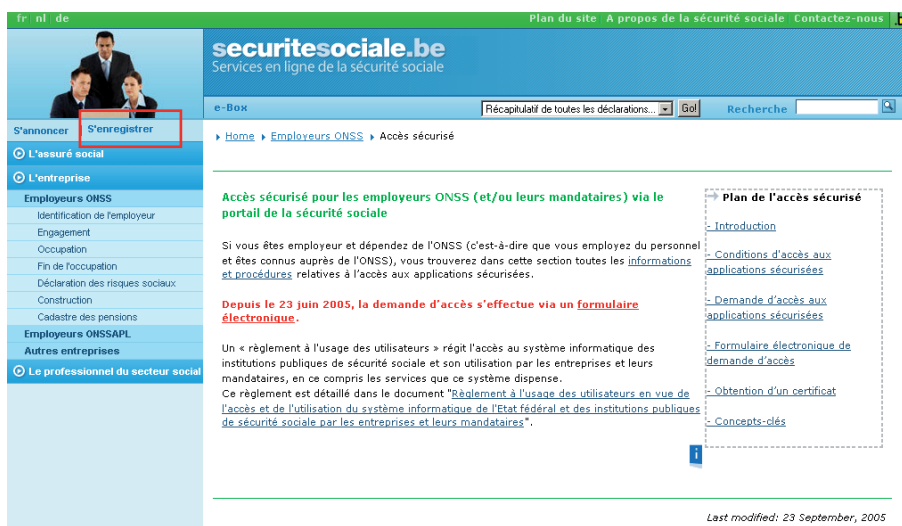 fr nl de
Plan du site A propos de la sécurité sociale Contactez-nous
securitesociale.be
Services en ligne de la sécurité sociale
e-Box
Récapitulatif de toutes les déclarations...
Go!
Recherche
S'annoncer S'enregistrer
L'assuré social
L'entreprise
Employeurs ONSS
Identification de l'employeur
Engagement
Occupation
Fin de l'occupation
Déclaration des risques sociaux
Construction
Cadastre des pensions
Employeurs ONSSAPL
Autres entreprises
Le professionnel du secteur social
Home Employeurs ONSS Accès sécurisé
Accès sécurisé pour les employeurs ONSS (et/ou leurs mandataires) via le
portail de la sécurité sociale
Si vous êtes employeur et dépendez de l'ONSS (c'est-à-dire que vous employez du personnel
et êtes connus auprès de l'ONSS), vous trouverez dans cette section toutes les informations
et procédures relatives à l'accès aux applications sécurisées.
Depuis le 23 juin 2005, la demande d'accès s'effectue via un formulaire
électronique.
Un « règlement à l'usage des utilisateurs » régit l'accès au système informatique des
institutions publiques de sécurité sociale et son utilisation par les entreprises et leurs
mandataires, en ce compris les services que ce système dispense.
Ce règlement est détaillé dans le document "Règlement à l'usage des utilisateurs en vue de
l'accès et de l'utilisation du système informatique de l'Etat fédéral et des institutions publiques
de sécurité sociale par les entreprises et leurs mandataires".
Plan de l'accès sécurisé
- Introduction
- Conditions d'accès aux
applications sécurisées
- Demande d'accès aux
applications sécurisées
- Formulaire électronique de
demande d'accès
- Obtention d'un certificat
- Concepts-clés
i
Last modified: 23 September, 2005